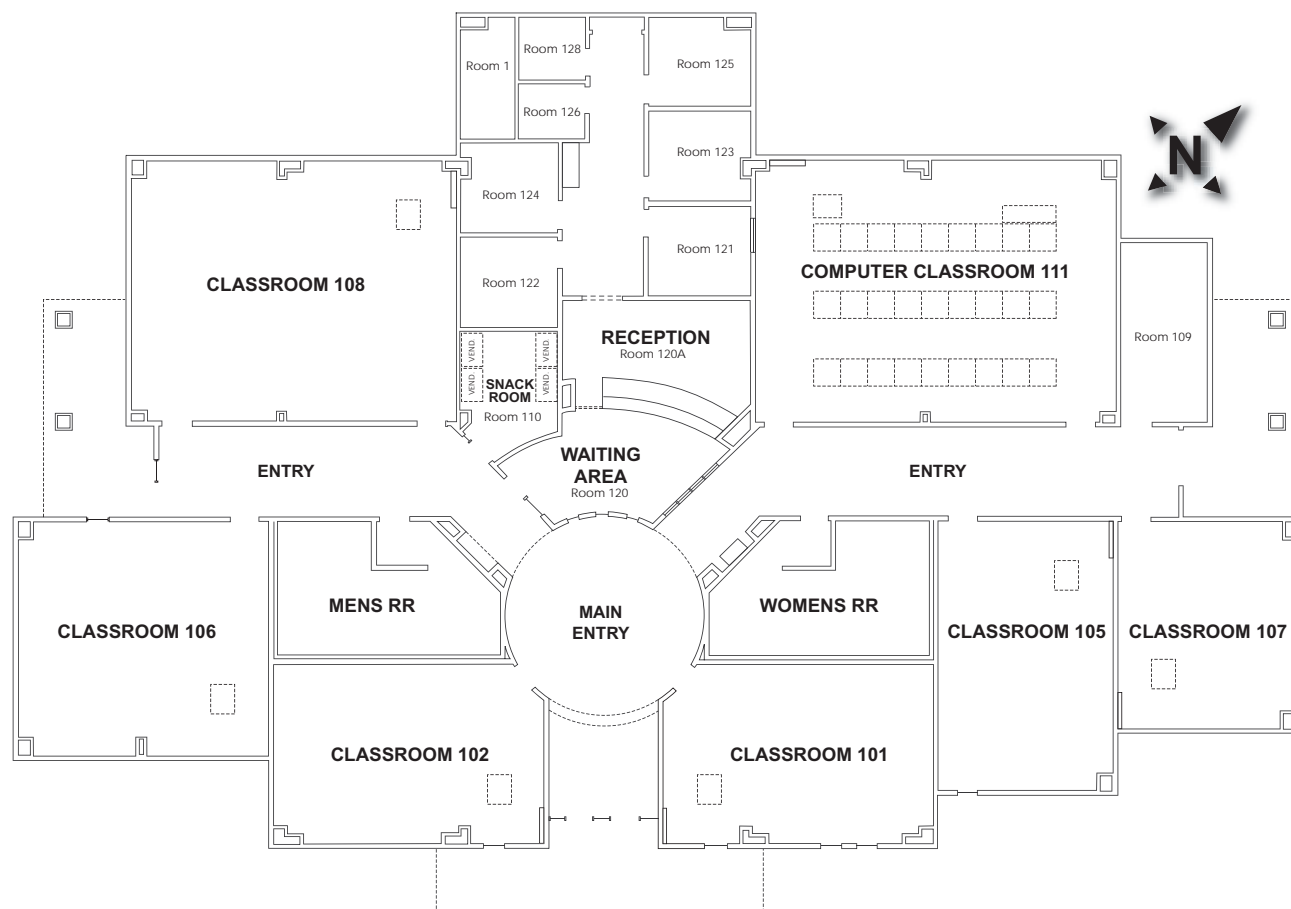 Room 1
Room 128
Room 125
Room 126
Room 123
N
Room 124
Room 121
Room 122
CLASSROOM 108
COMPUTER CLASSROOM 111
RECEPTION
Room 120A
Room 109
VEND.
VEND.
VEND.
VEND.
SNACK
ROOM
Room 110
WAITING
AREA
Room 120
ENTRY
ENTRY
MENS RR
MAIN
ENTRY
WOMENS RR
CLASSROOM 106
CLASSROOM 105
CLASSROOM 107
CLASSROOM 102
CLASSROOM 101